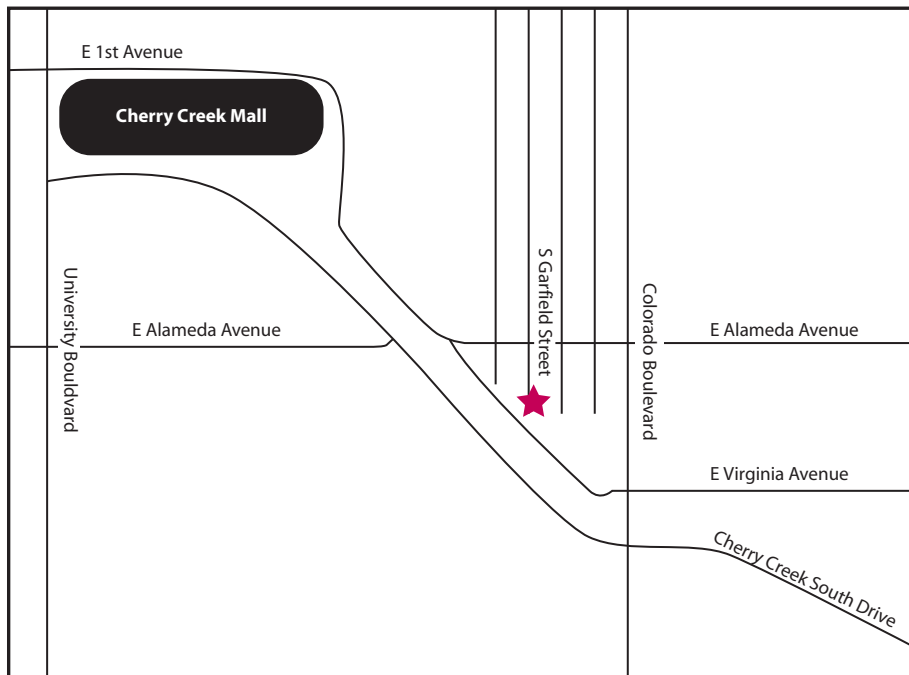 E 1st Avenue
Cherry Creek Mall
S Garfield Street
University Bouldvard
Colorado Boulevard
E Alameda Avenue
E Alameda Avenue
E Virginia Avenue
Cherry Creek South Drive